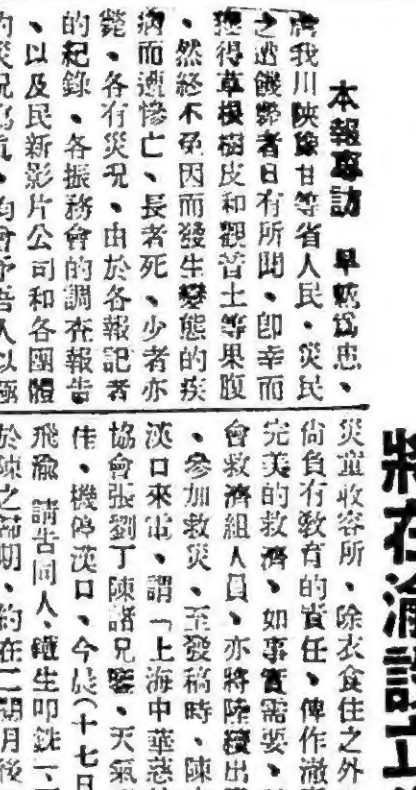 將在渝設立
本報專訪 旱魃為患、
我川陝豫甘等省人民、災民
之遭饑斃者日有所聞、卽幸而
獲得草根樹皮和觀音土等果腹
、然終不免因而發生變態的疾
病而遭慘亡、長者死、少者亦
斃、各有災況、由於各報記者
的紀錄、各振務會的調查報告
、以及民新影片公司和各團體
的災況寫眞、均會予吾人以極
災童收容所、除衣食住之外
尚負有教育的責任、俾作澈
完美的救濟、如事實需要、
會救濟組人員、亦將陸續出
、參加救災、至發稿時、陳
漢口來電、謂「上海中華慈
協會張劉丁陳諸兄鑒、天氣
佳、機停漢口、今晨(十七日
飛渝 請告同人、鐵生叩銑一、
於陳之歸期、約在二期月後